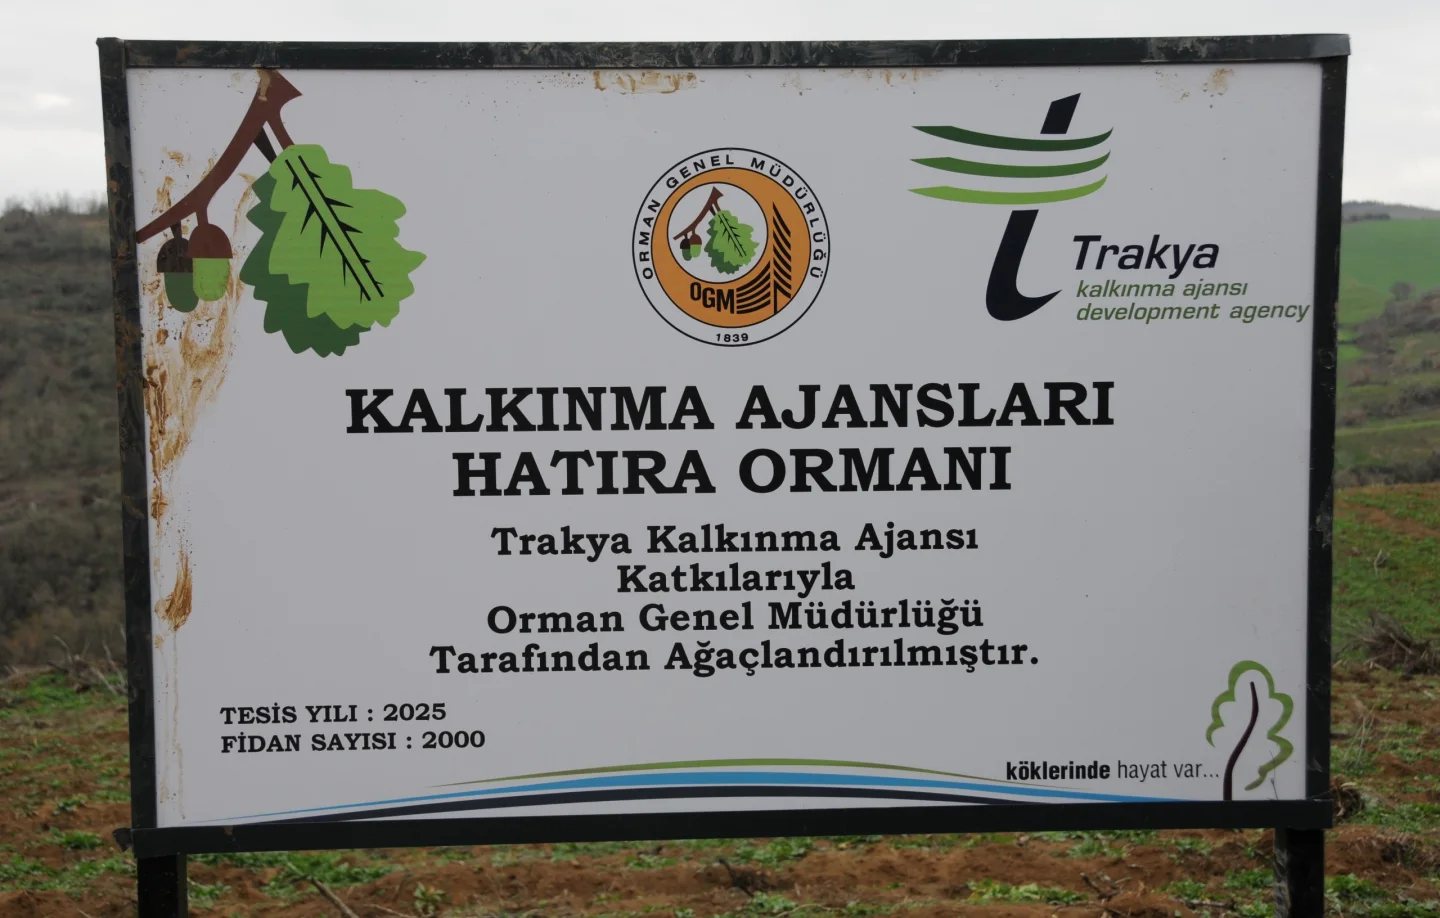 ORMAN GENEL MÜDÜRLÜĞÜ
OGM
1839
Trakya
kalkınma ajansı
development agency
KALKINMA AJANSLARI
HATIRA ORMANI
Trakya Kalkınma Ajansı
Katkılarıyla
Orman Genel Müdürlüğü
Tarafından Ağaçlandırılmıştır.
TESİS YILI : 2025
FİDAN SAYISI : 2000
köklerinde hayat var...